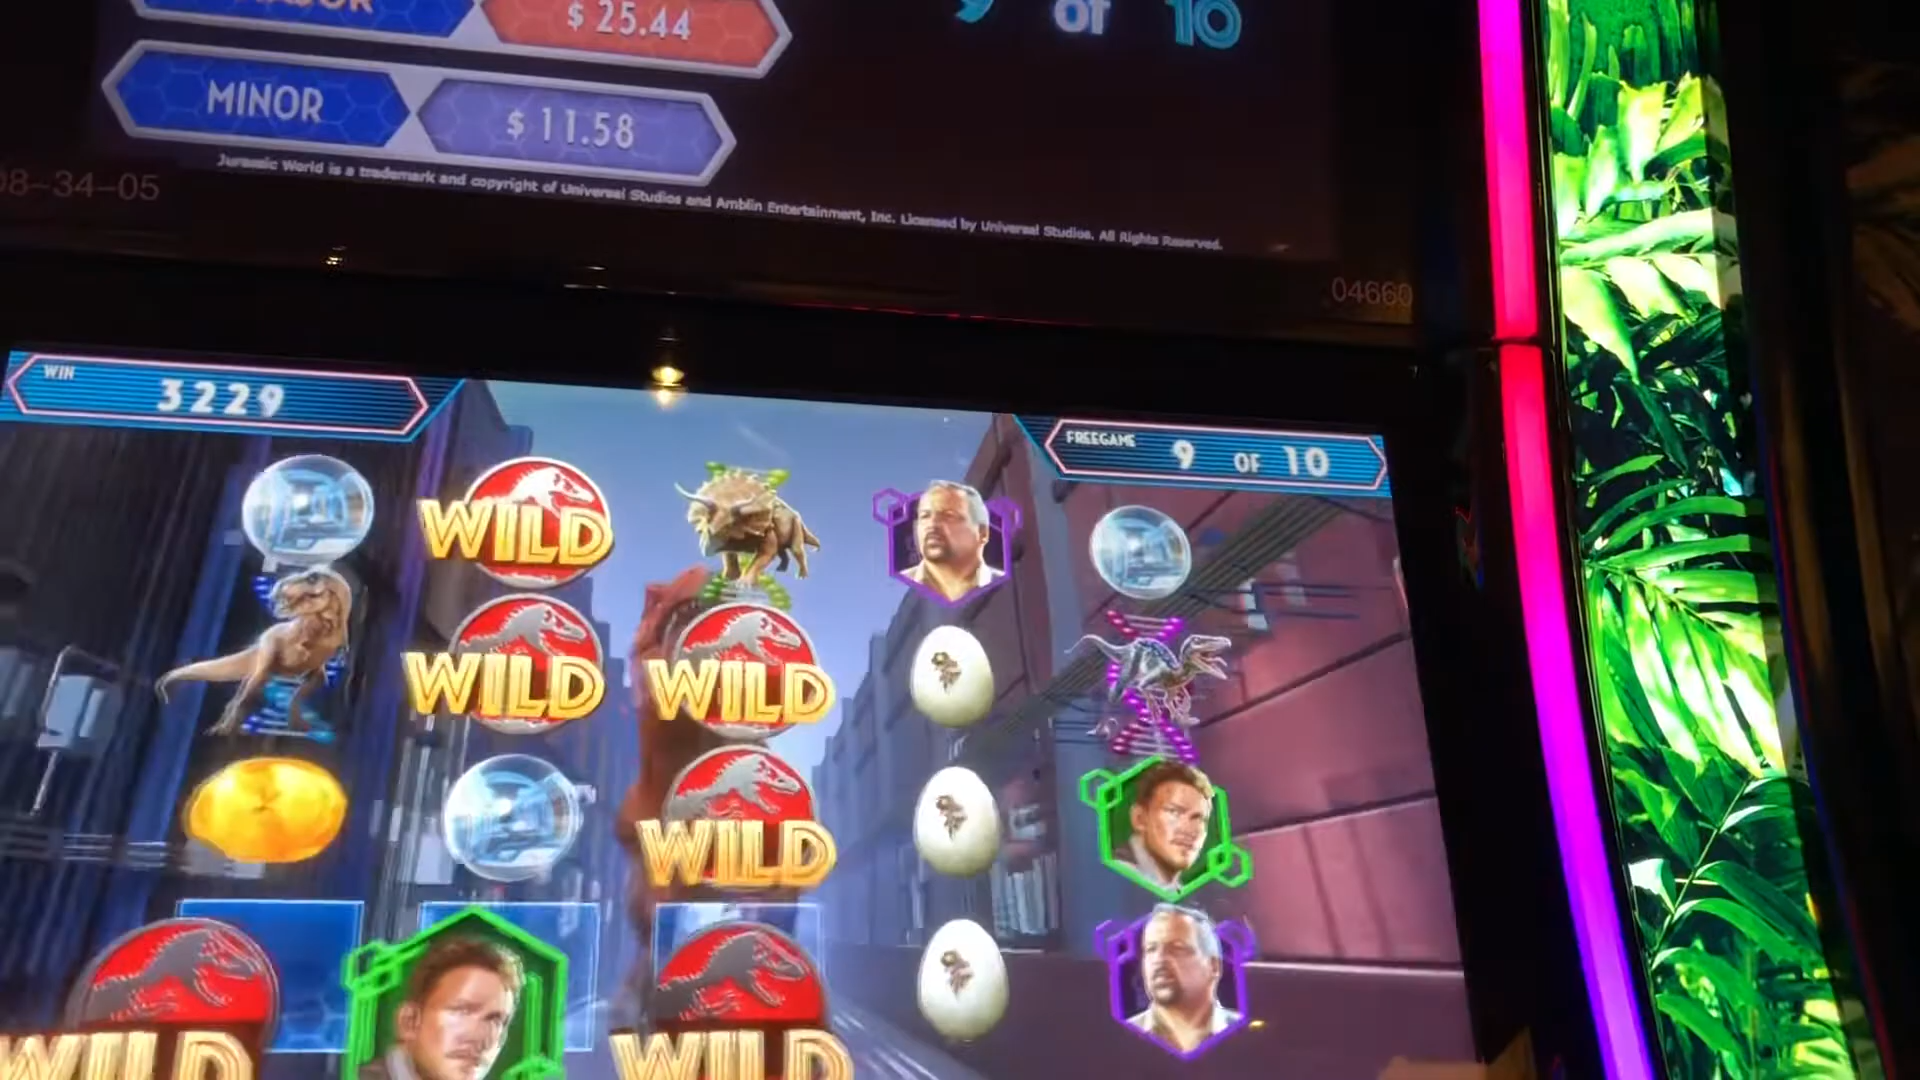 $ 25.44
9 of 10
MINOR
$ 11.58
Jurassic World is a trademark and copyright of Universal Studios and Amblin Entertainment, Inc. Licensed by Universal Studios. All Rights Reserved.
08-34-05
04660
WIN
3229
FREEGAME
9 OF 10
WILD
WILD
WILD
WILD
WILD
WILD